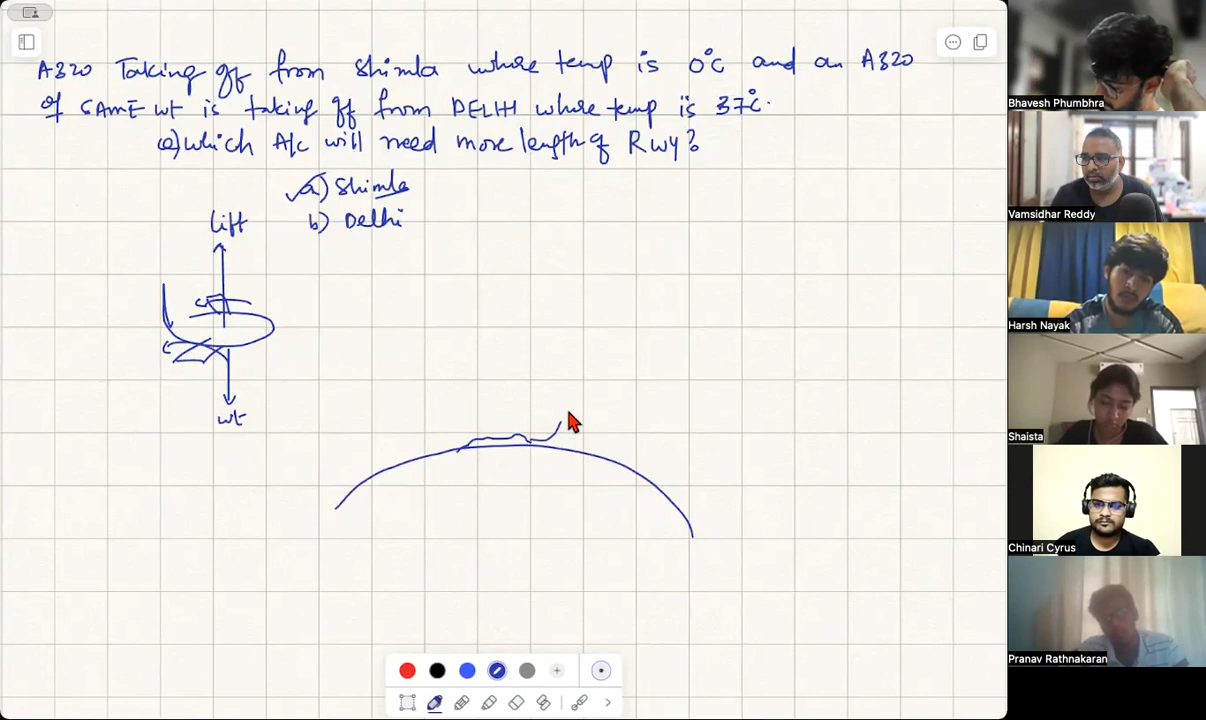 A320 Taking off from Shimla whose temp is 0°C and an A320
of SAME wt is taking off from DELHI whose temp is 37°C.
Q) which A/c will need more length of Rwy?
a) Shimla
b) Delhi
lift
wt
Bhavesh Phumbhra
Vamsidhar Reddy
Harsh Nayak
Shaista
Chinari Cyrus
Pranav Rathnakaran